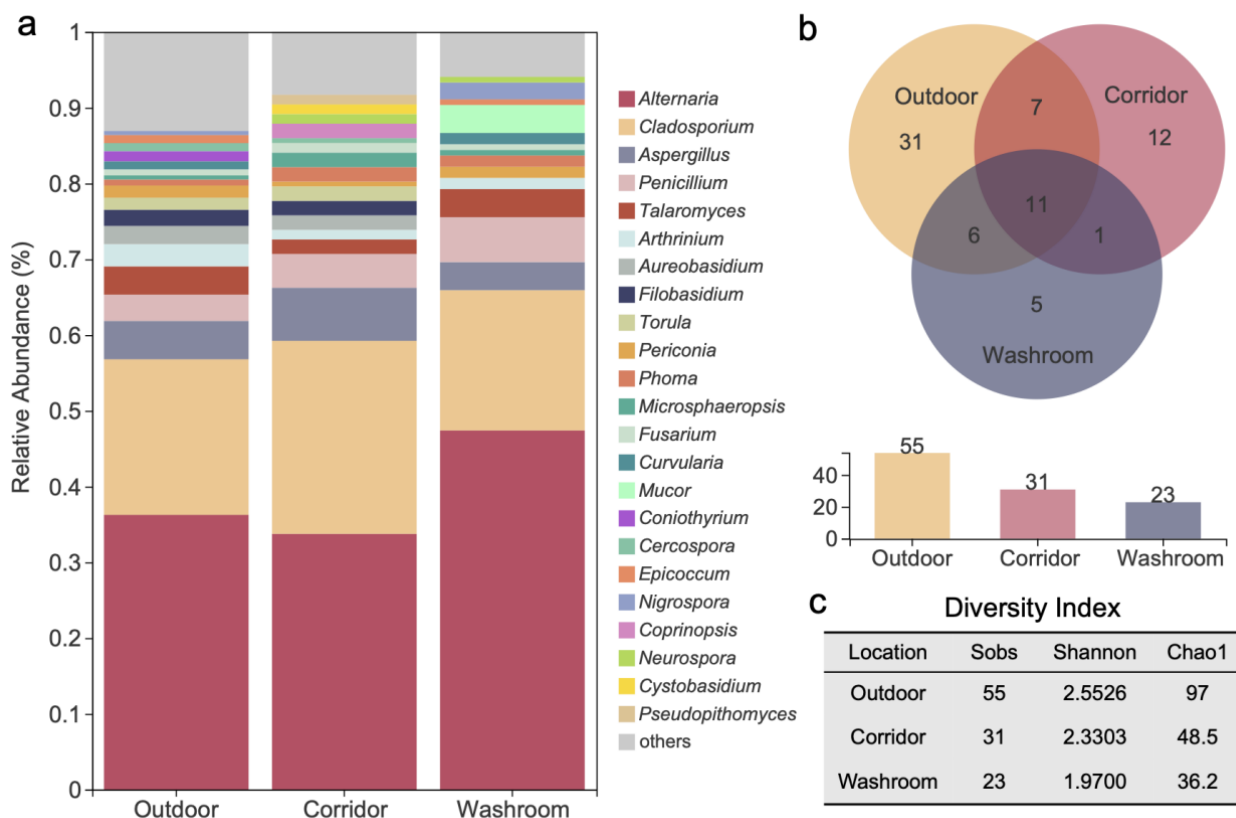 a
Relative Abundance (%)
1
0.9
0.8
0.7
0.6
0.5
0.4
0.3
0.2
0.1
0
Outdoor Corridor Washroom
Alternaria
Cladosporium
Aspergillus
Penicillium
Talaromyces
Arthrinium
Aureobasidium
Filobasidium
Torula
Periconia
Phoma
Microsphaeropsis
Fusarium
Curvularia
Mucor
Coniothyrium
Cercospora
Epicoccum
Nigrospora
Coprinopsis
Neurospora
Cystobasidium
Pseudopithomyces
others
b
Outdoor 7 Corridor
31 12
11
6 1
5
Washroom
55
40
31
20
23
0
Outdoor Corridor Washroom
c Diversity Index
Location Sobs Shannon Chao1
Outdoor 55 2.5526 97
Corridor 31 2.3303 48.5
Washroom 23 1.9700 36.2